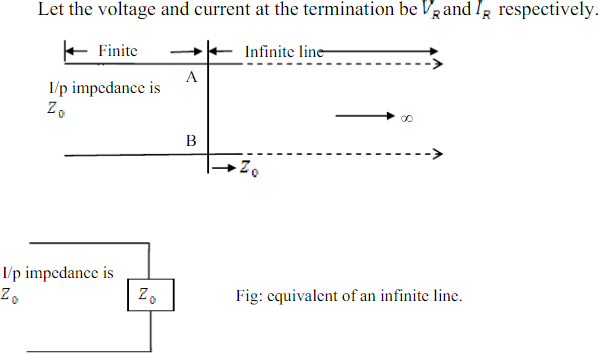 Let the voltage and current at the termination be V_R and I_R respectively.
Finite Infinite line
A
I/p impedance is
Z_0
∞
B
Z_0
I/p impedance is
Z_0 Z_0
Fig: equivalent of an infinite line.